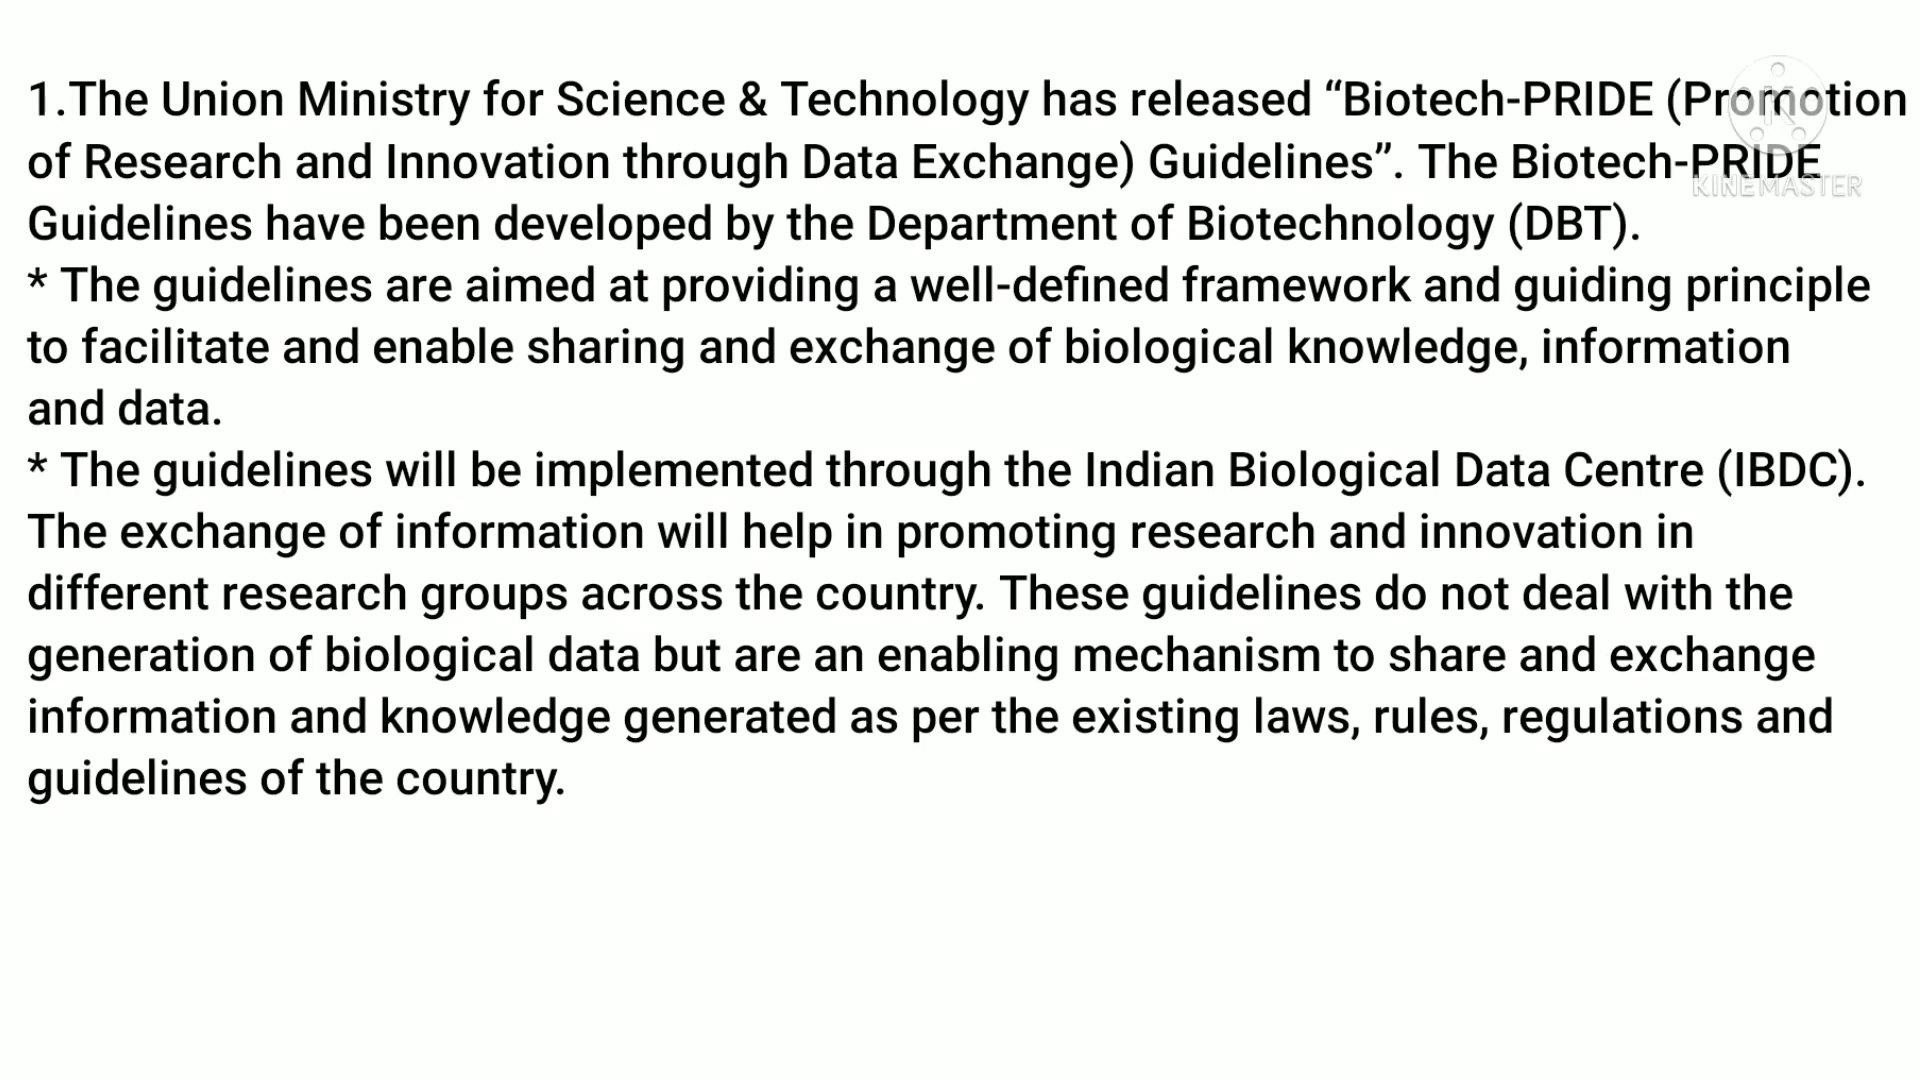 1.The Union Ministry for Science & Technology has released “Biotech-PRIDE (Promotion
of Research and Innovation through Data Exchange) Guidelines”. The Biotech-PRIDE
KINEMASTER
Guidelines have been developed by the Department of Biotechnology (DBT).
* The guidelines are aimed at providing a well-defined framework and guiding principle
to facilitate and enable sharing and exchange of biological knowledge, information
and data.
* The guidelines will be implemented through the Indian Biological Data Centre (IBDC).
The exchange of information will help in promoting research and innovation in
different research groups across the country. These guidelines do not deal with the
generation of biological data but are an enabling mechanism to share and exchange
information and knowledge generated as per the existing laws, rules, regulations and
guidelines of the country.